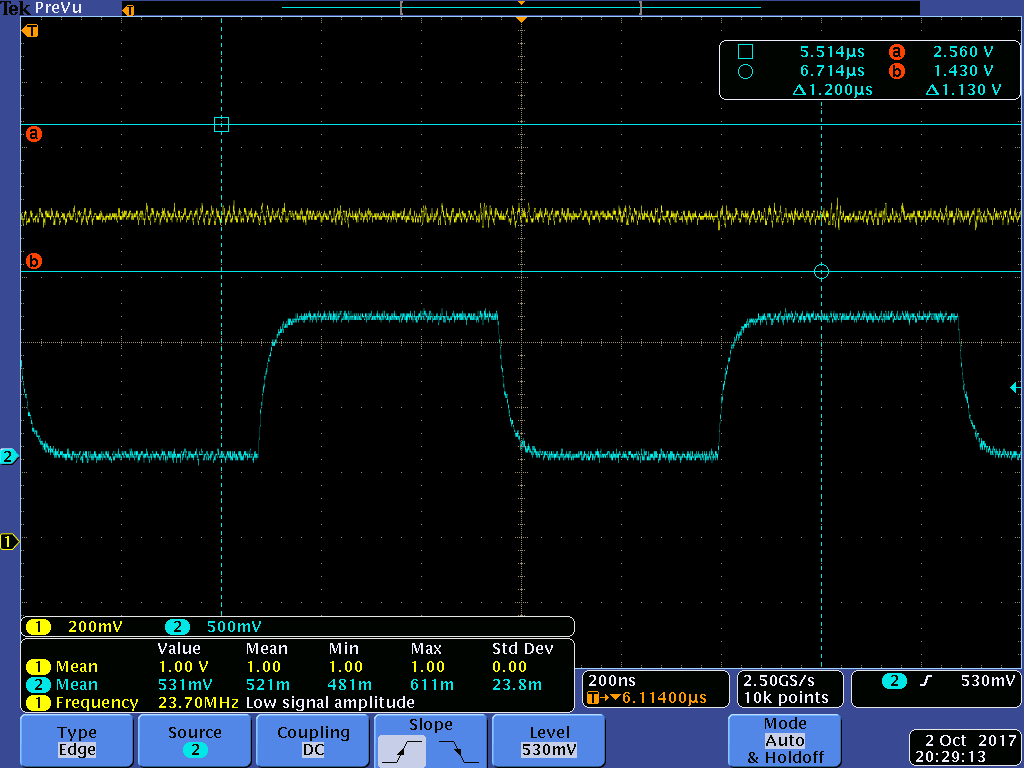 Tek PreVu
T
T
5.514µs a 2.560 V
6.714µs b 1.430 V
Δ1.200µs Δ1.130 V
a
b
2
1
1 200mV 2 500mV
Value Mean Min Max Std Dev
1 Mean 1.00 V 1.00 1.00 1.00 0.00
2 Mean 531mV 521m 481m 611m 23.8m
1 Frequency 23.70MHz Low signal amplitude
200ns
T→▼6.11400µs
2.50GS/s
10k points
2 530mV
Type
Edge
Source
2
Coupling
DC
Slope
Level
530mV
Mode
Auto
& Holdoff
2 Oct 2017
20:29:13